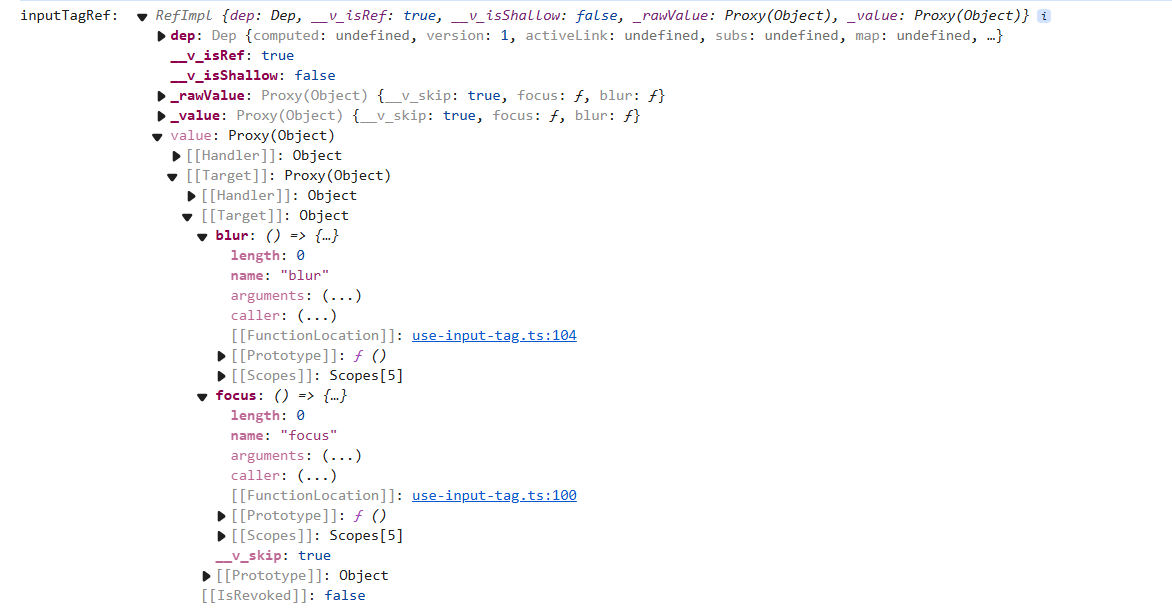 inputTagRef: ▼ RefImpl {dep: Dep, __v_isRef: true, __v_isShallow: false, _rawValue: Proxy(Object), _value: Proxy(Object)} i
▶ dep: Dep {computed: undefined, version: 1, activeLink: undefined, subs: undefined, map: undefined, …}
__v_isRef: true
__v_isShallow: false
▶ _rawValue: Proxy(Object) {__v_skip: true, focus: ƒ, blur: ƒ}
▶ _value: Proxy(Object) {__v_skip: true, focus: ƒ, blur: ƒ}
▼ value: Proxy(Object)
▶ [[Handler]]: Object
▼ [[Target]]: Proxy(Object)
▶ [[Handler]]: Object
▼ [[Target]]: Object
▼ blur: () => {…}
length: 0
name: "blur"
arguments: (...)
caller: (...)
[[FunctionLocation]]: use-input-tag.ts:104
▶ [[Prototype]]: ƒ ()
▶ [[Scopes]]: Scopes[5]
▼ focus: () => {…}
length: 0
name: "focus"
arguments: (...)
caller: (...)
[[FunctionLocation]]: use-input-tag.ts:100
▶ [[Prototype]]: ƒ ()
▶ [[Scopes]]: Scopes[5]
__v_skip: true
▶ [[Prototype]]: Object
[[IsRevoked]]: false